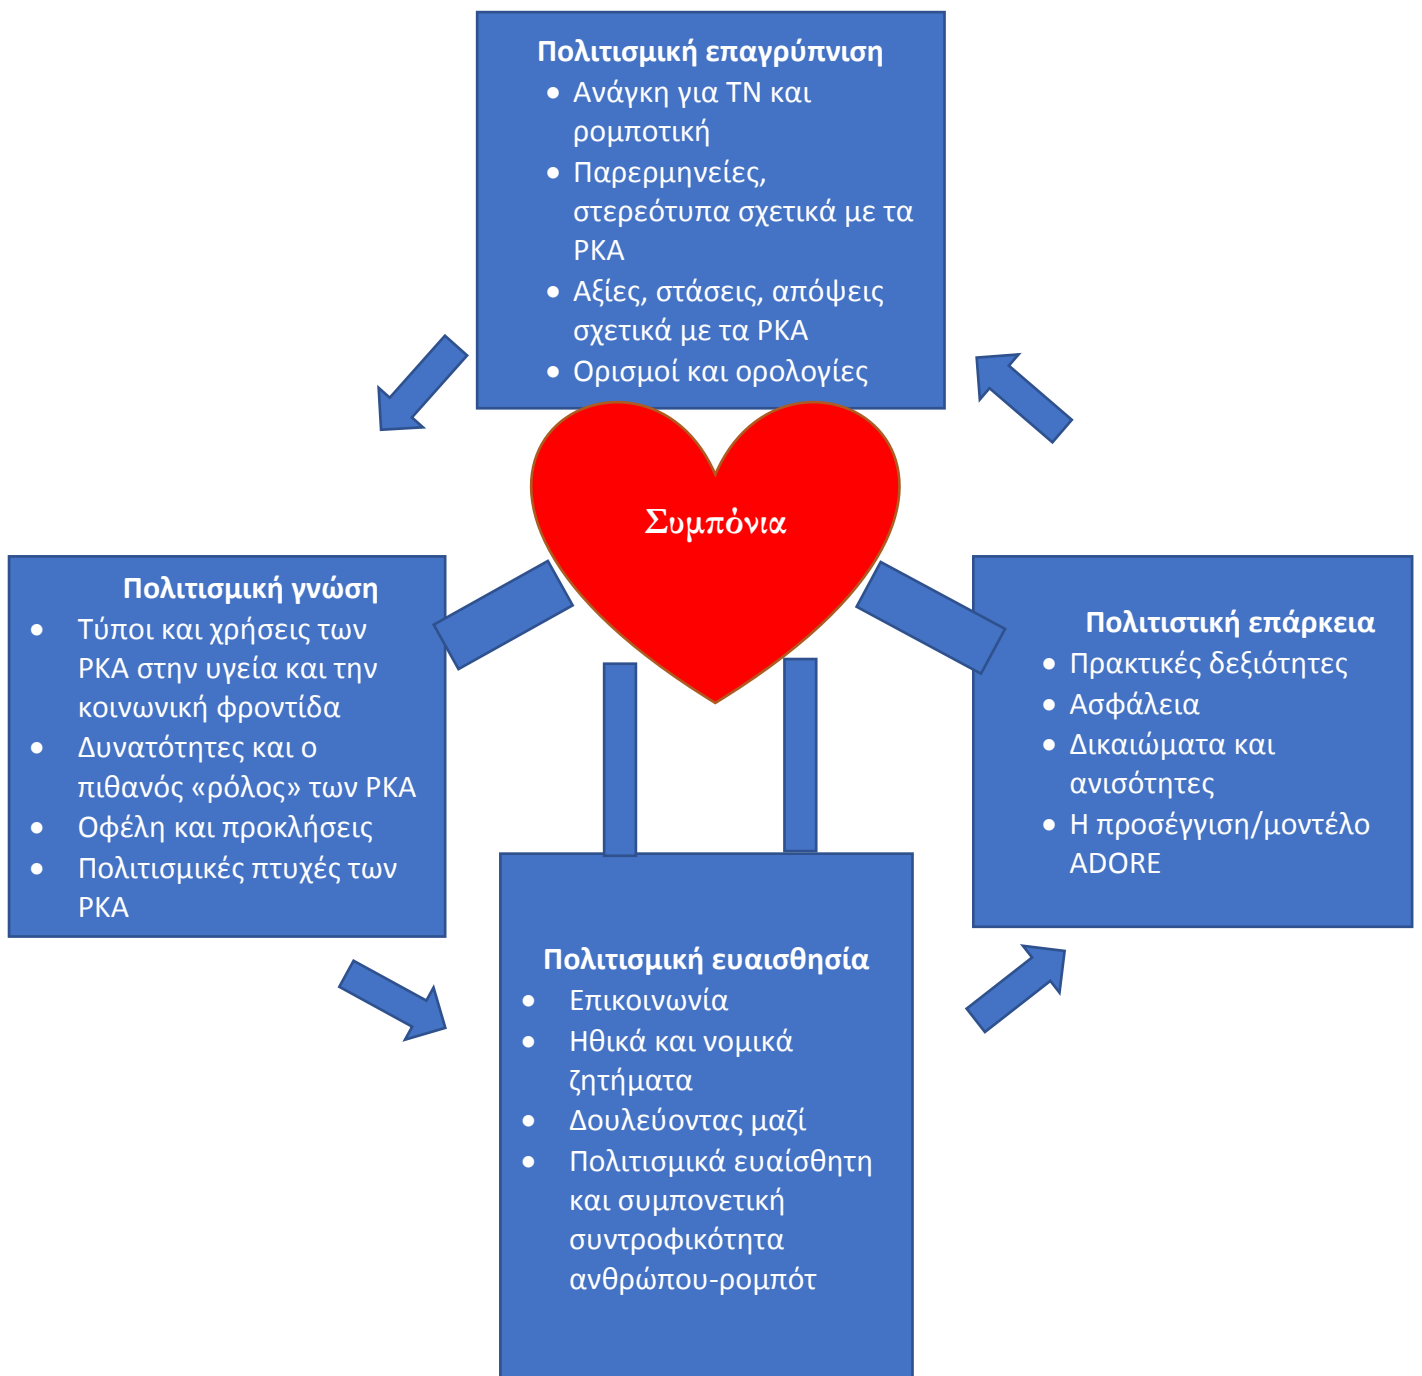 Πολιτισμική επαγρύπνιση
• Ανάγκη για ΤΝ και
ρομποτική
• Παρερμηνείες,
στερεότυπα σχετικά με τα
ΡΚΑ
• Αξίες, στάσεις, απόψεις
σχετικά με τα ΡΚΑ
• Ορισμοί και ορολογίες
Συμπόνια
Πολιτισμική γνώση
• Τύποι και χρήσεις των
ΡΚΑ στην υγεία και την
κοινωνική φροντίδα
• Δυνατότητες και ο
πιθανός «ρόλος» των ΡΚΑ
• Οφέλη και προκλήσεις
• Πολιτισμικές πτυχές των
ΡΚΑ
Πολιτιστική επάρκεια
• Πρακτικές δεξιότητες
• Ασφάλεια
• Δικαιώματα και
ανισότητες
• Η προσέγγιση/μοντέλο
ADORE
Πολιτισμική ευαισθησία
• Επικοινωνία
• Ηθικά και νομικά
ζητήματα
• Δουλεύοντας μαζί
• Πολιτισμικά ευαίσθητη
και συμπονετική
συντροφικότητα
ανθρώπου-ρομπότ